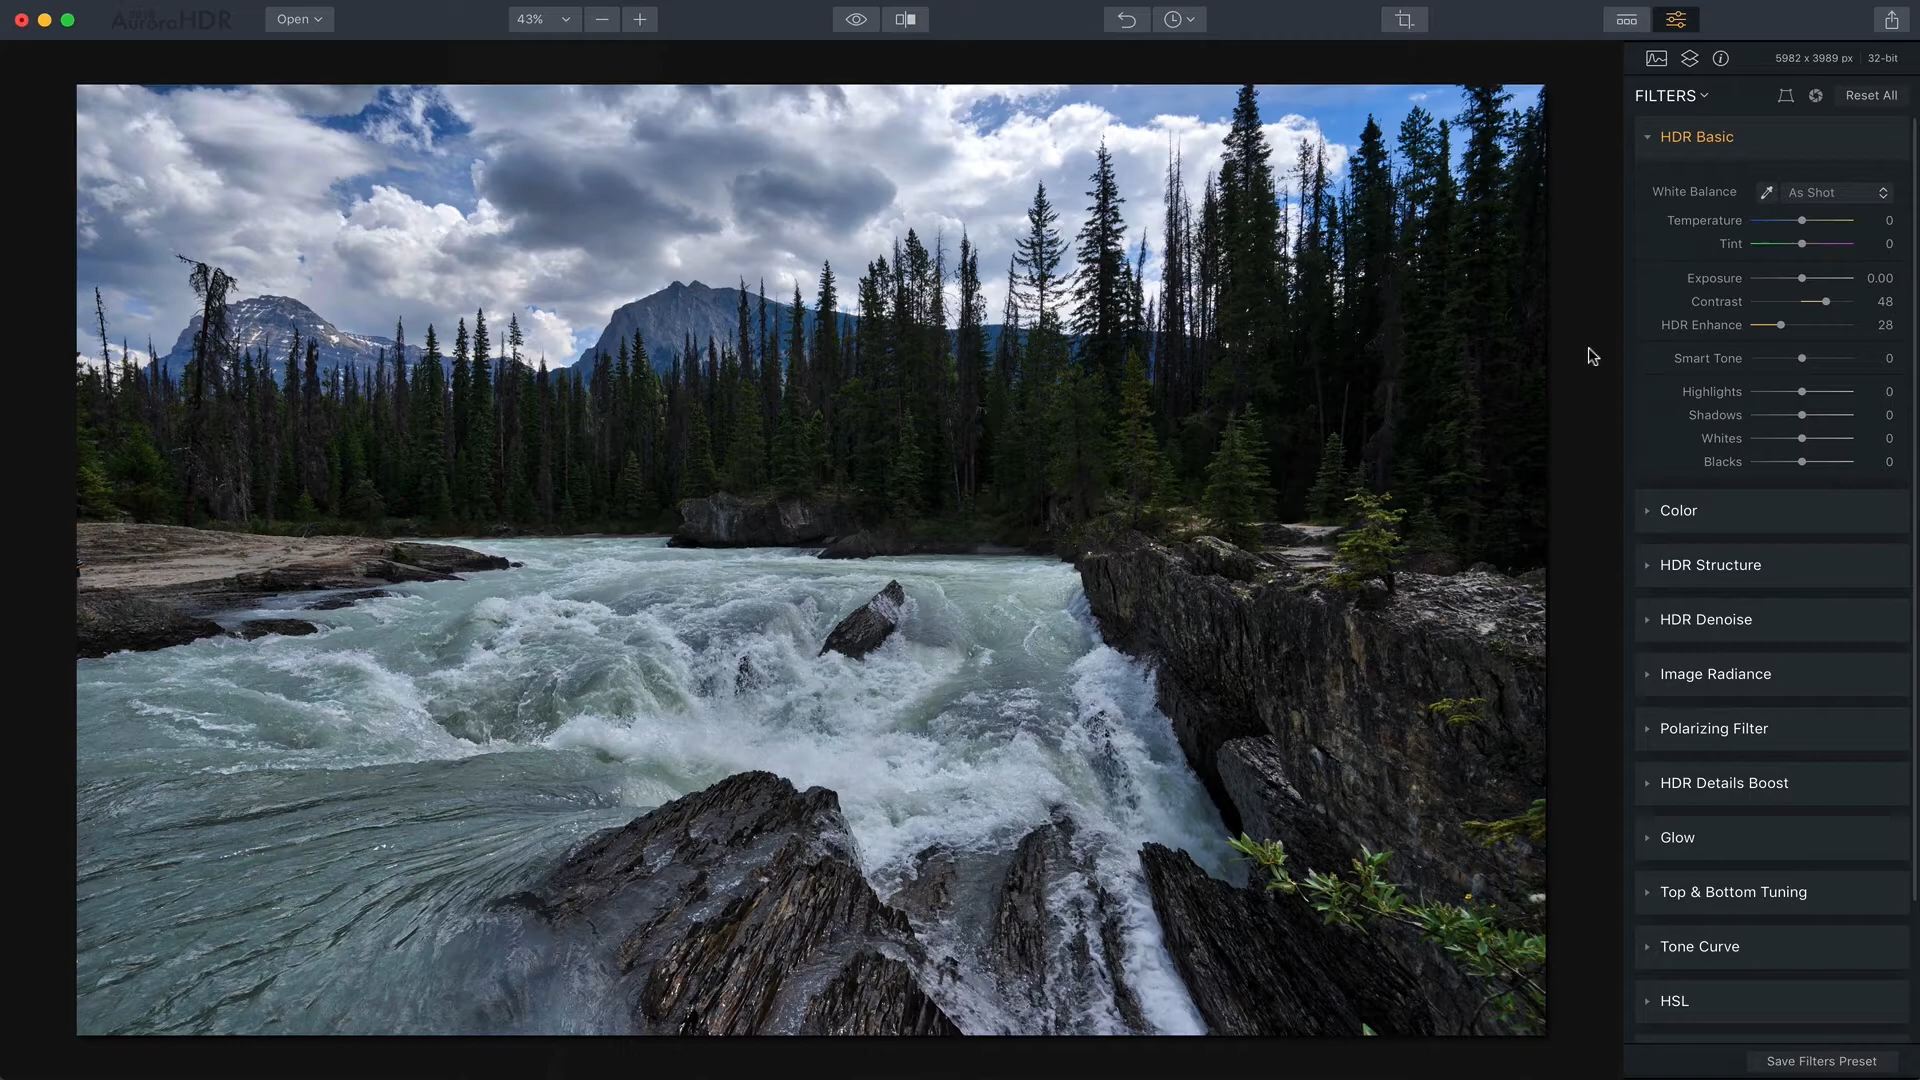 AuroraHDR
Open
43%
5982 x 3989 px
32-bit
FILTERS
Reset All
HDR Basic
White Balance As Shot
Temperature 0
Tint 0
Exposure 0.00
Contrast 48
HDR Enhance 28
Smart Tone 0
Highlights 0
Shadows 0
Whites 0
Blacks 0
Color
HDR Structure
HDR Denoise
Image Radiance
Polarizing Filter
HDR Details Boost
Glow
Top & Bottom Tuning
Tone Curve
HSL
Save Filters Preset